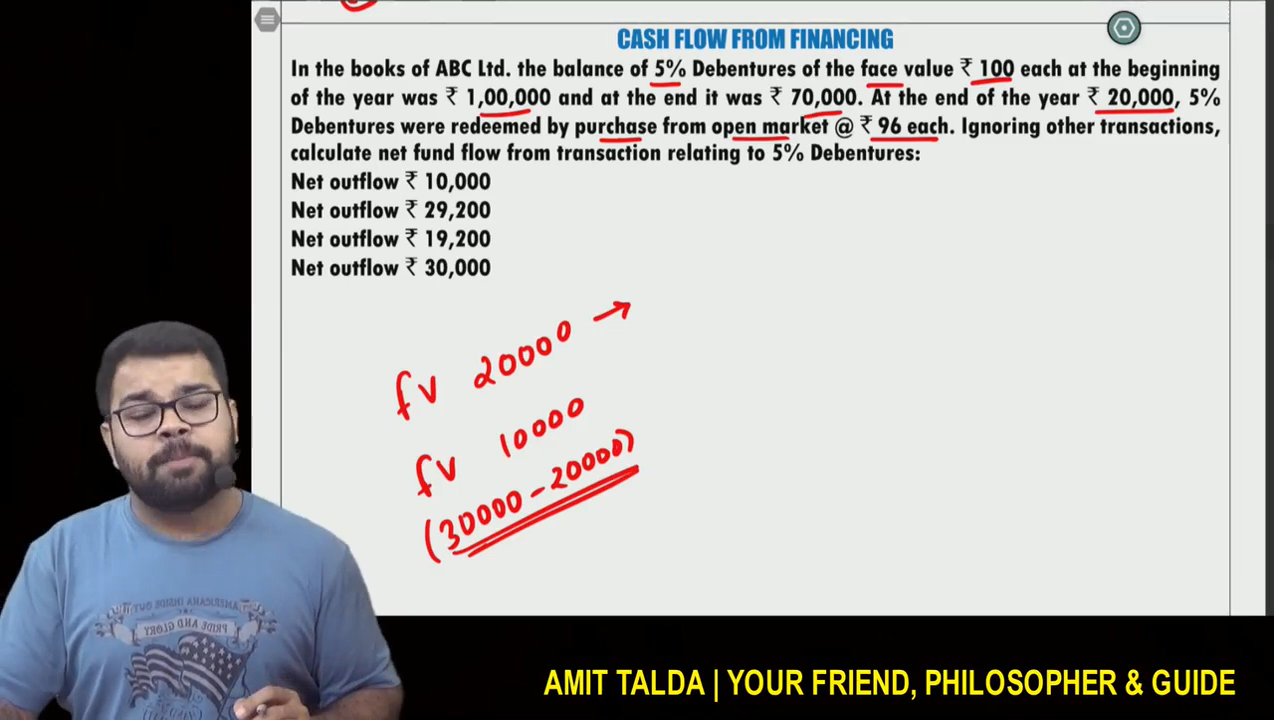 CASH FLOW FROM FINANCING
In the books of ABC Ltd. the balance of 5% Debentures of the face value ₹ 100 each at the beginning
of the year was ₹ 1,00,000 and at the end it was ₹ 70,000. At the end of the year ₹ 20,000, 5%
Debentures were redeemed by purchase from open market @ ₹ 96 each. Ignoring other transactions,
calculate net fund flow from transaction relating to 5% Debentures:
Net outflow ₹ 10,000
Net outflow ₹ 29,200
Net outflow ₹ 19,200
Net outflow ₹ 30,000
fv 20000 →
fv 10000
(30000 - 20000)
PRIDE AND GLORY
AMIT TALDA | YOUR FRIEND, PHILOSOPHER & GUIDE